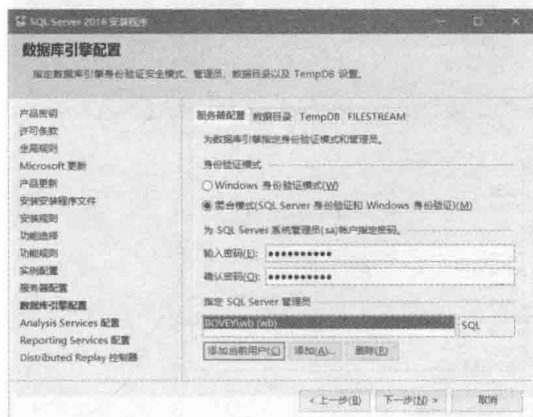 SQL Server 2016 安装程序
数据库引擎配置
指定数据库引擎身份验证安全模式、管理员、数据目录以及 TempDB 设置。
产品密钥
许可条款
全局规则
Microsoft 更新
产品更新
安装安装程序文件
安装规则
功能选择
功能规则
实例配置
服务器配置
数据库引擎配置
Analysis Services 配置
Reporting Services 配置
Distributed Replay 控制器
服务器配置 数据目录 TempDB FILESTREAM
为数据库引擎指定身份验证模式和管理员。
身份验证模式
Windows 身份验证模式(W)
混合模式(SQL Server 身份验证和 Windows 身份验证)(M)
为 SQL Server 系统管理员(sa)帐户指定密码。
输入密码(E): ●●●●●●●●●●
确认密码(O): ●●●●●●●●●●
指定 SQL Server 管理员
BOVEY\wb (wb) SQL
添加当前用户(C) 添加(A)... 删除(R)
< 上一步(B) 下一步(N) > 取消